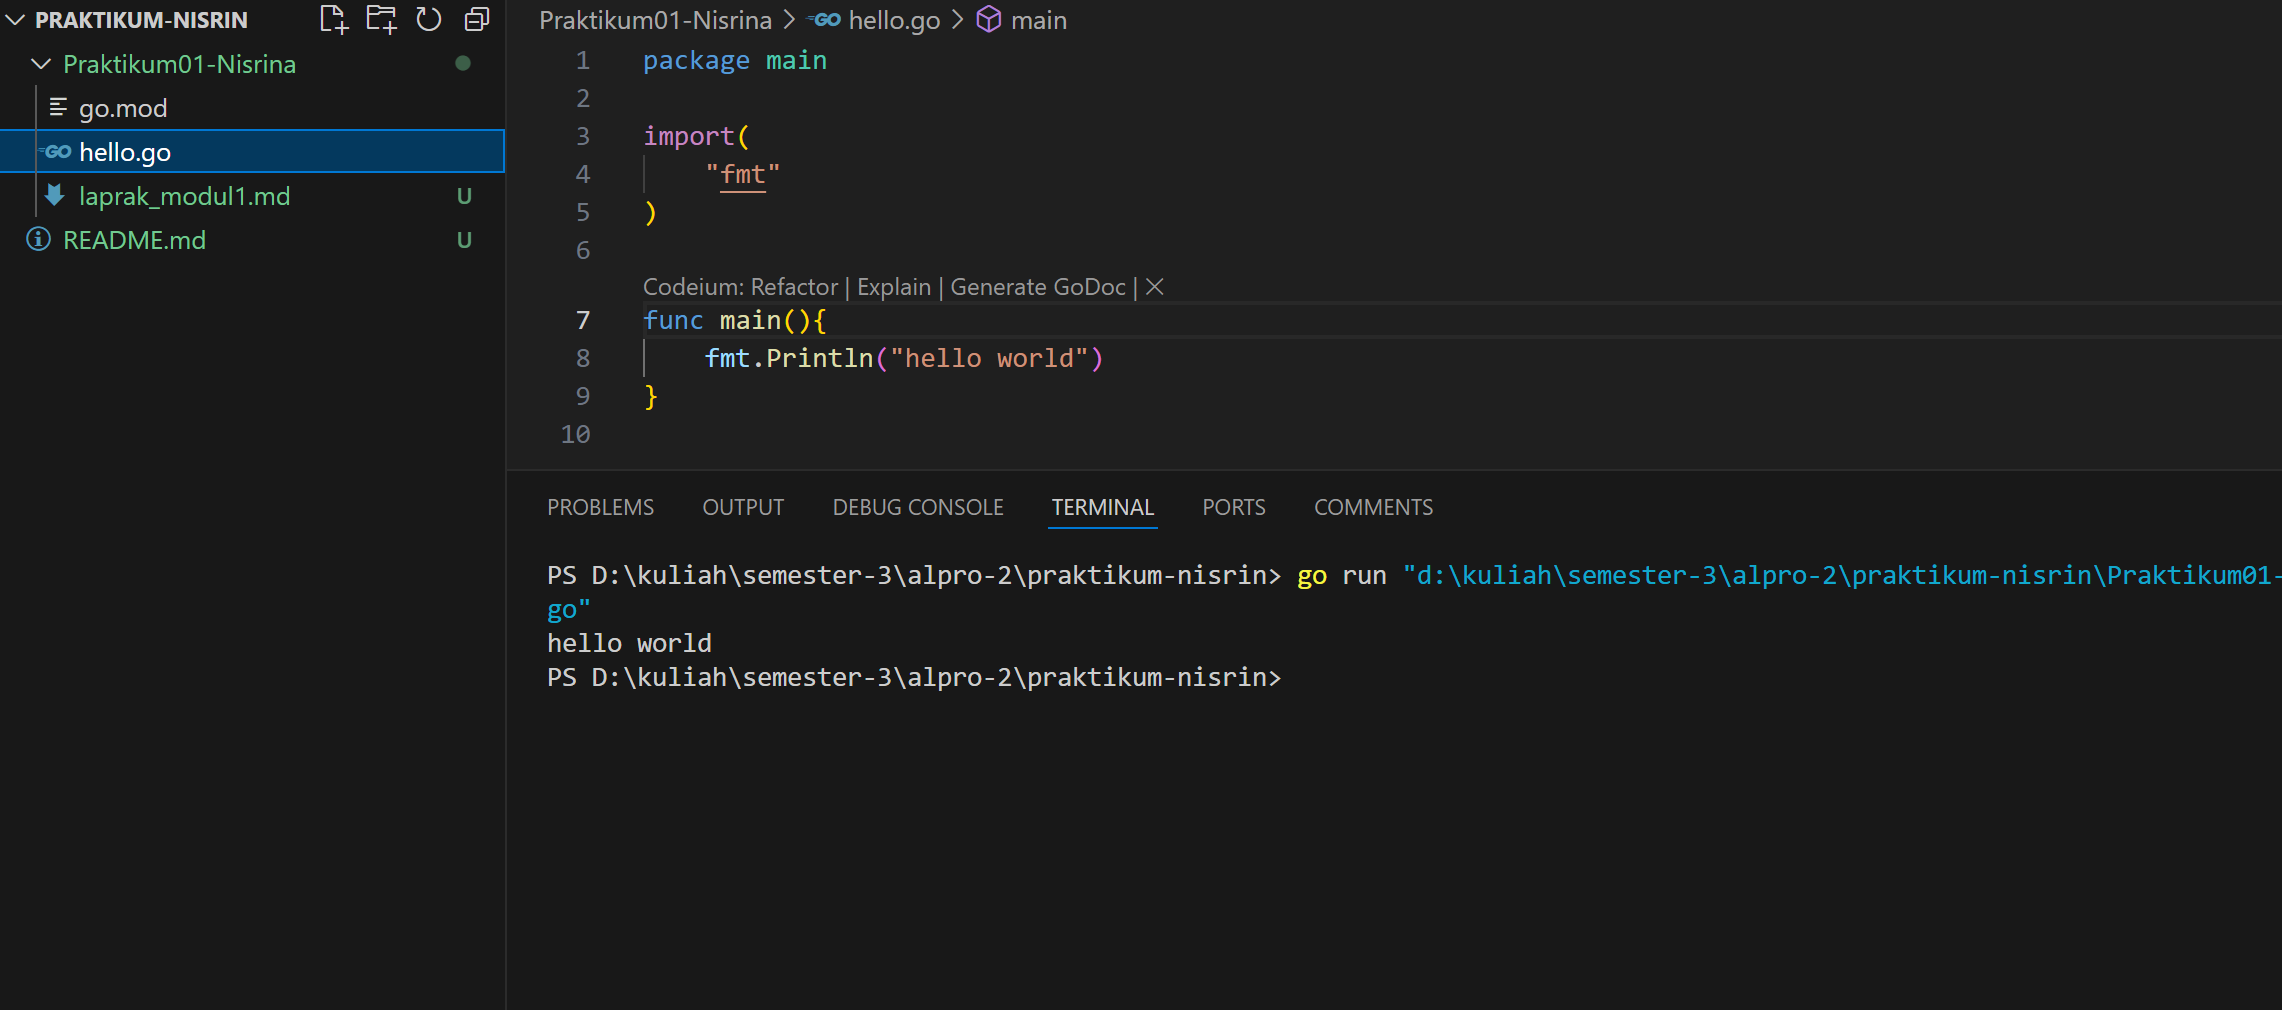 PRAKTIKUM-NISRIN
Praktikum01-Nisrina
go.mod
GO hello.go
laprak_modul1.md U
README.md U
Praktikum01-Nisrina > GO hello.go > main
1 package main
2
3 import(
4 "fmt"
5 )
6
Codeium: Refactor | Explain | Generate GoDoc | ×
7 func main(){
8 fmt.Println("hello world")
9 }
10
PROBLEMS OUTPUT DEBUG CONSOLE TERMINAL PORTS COMMENTS
PS D:\kuliah\semester-3\alpro-2\praktikum-nisrin> go run "d:\kuliah\semester-3\alpro-2\praktikum-nisrin\Praktikum01-
go"
hello world
PS D:\kuliah\semester-3\alpro-2\praktikum-nisrin>